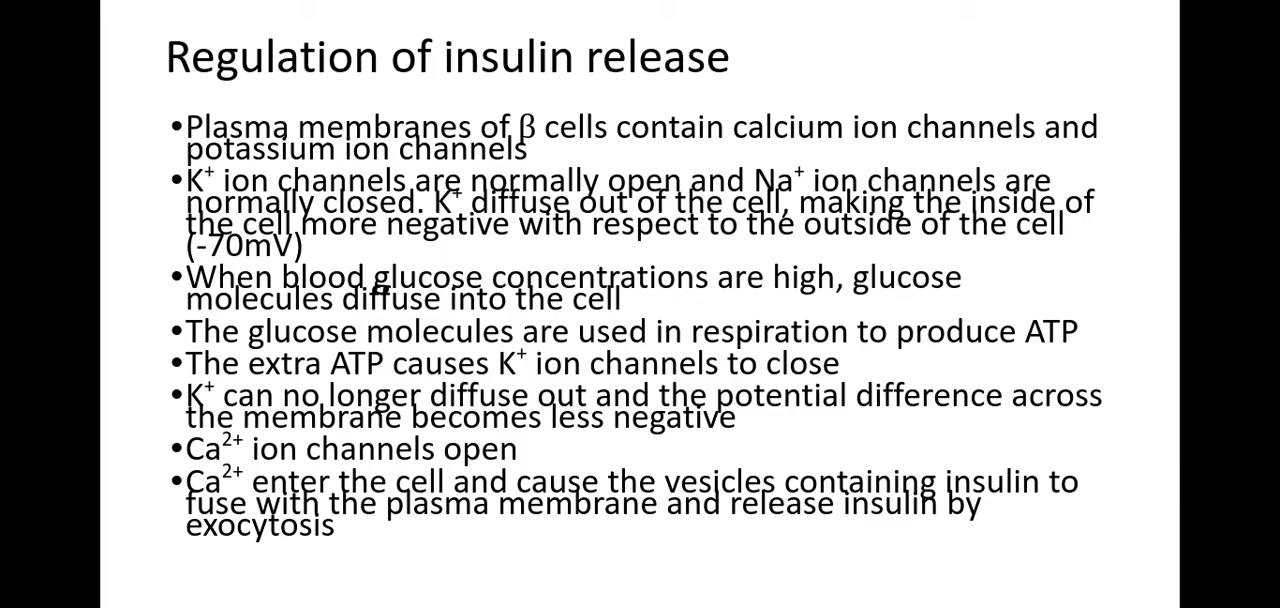 Regulation of insulin release
•Plasma membranes of β cells contain calcium ion channels and
potassium ion channels
•K⁺ ion channels are normally open and Na⁺ ion channels are
normally closed. K⁺ diffuse out of the cell, making the inside of
the cell more negative with respect to the outside of the cell
(-70mV)
•When blood glucose concentrations are high, glucose
molecules diffuse into the cell
•The glucose molecules are used in respiration to produce ATP
•The extra ATP causes K⁺ ion channels to close
•K⁺ can no longer diffuse out and the potential difference across
the membrane becomes less negative
•Ca²⁺ ion channels open
•Ca²⁺ enter the cell and cause the vesicles containing insulin to
fuse with the plasma membrane and release insulin by
exocytosis